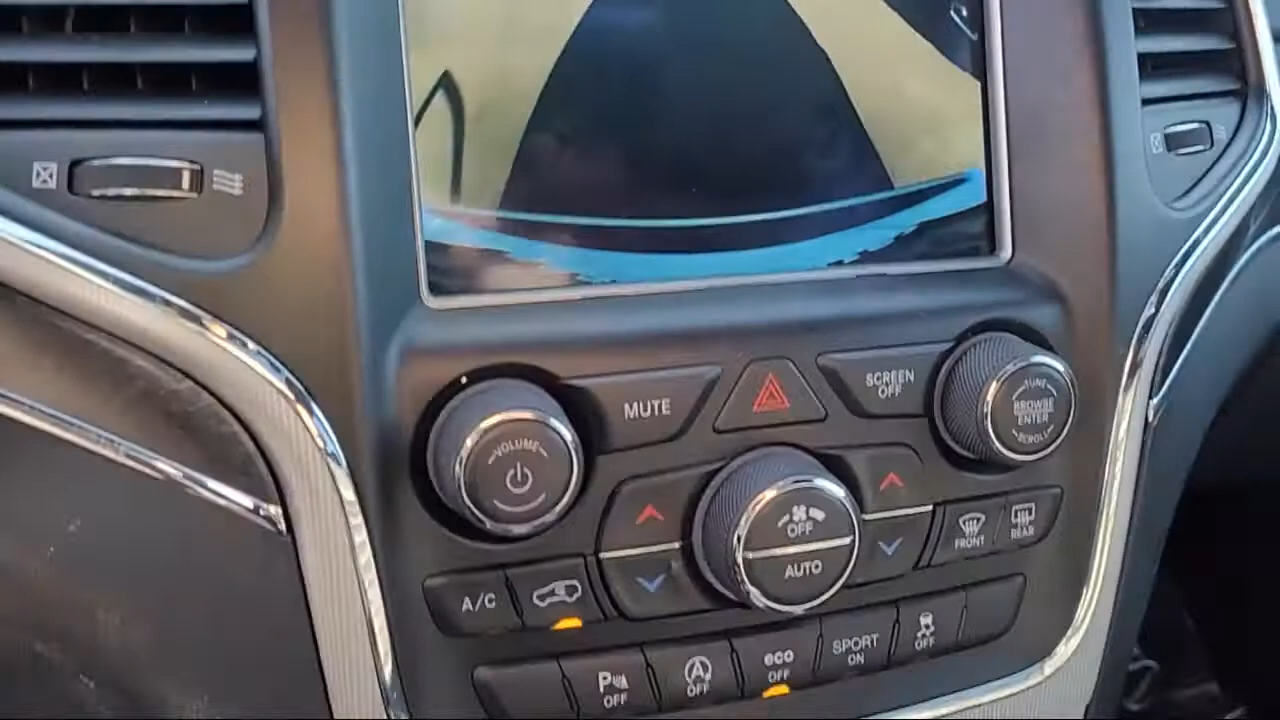 MUTE
SCREEN
OFF
TUNE
BROWSE
ENTER
SCROLL
VOLUME
OFF
AUTO
FRONT
REAR
A/C
P
OFF
A
OFF
eco
OFF
SPORT
ON
OFF